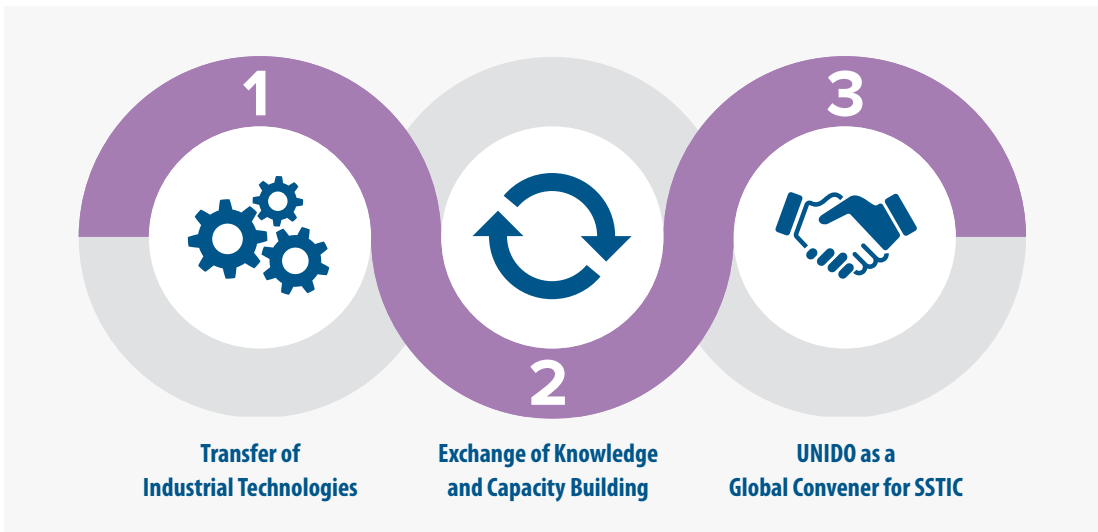 1
2
3
Transfer of
Industrial Technologies
Exchange of Knowledge
and Capacity Building
UNIDO as a
Global Convener for SSTIC